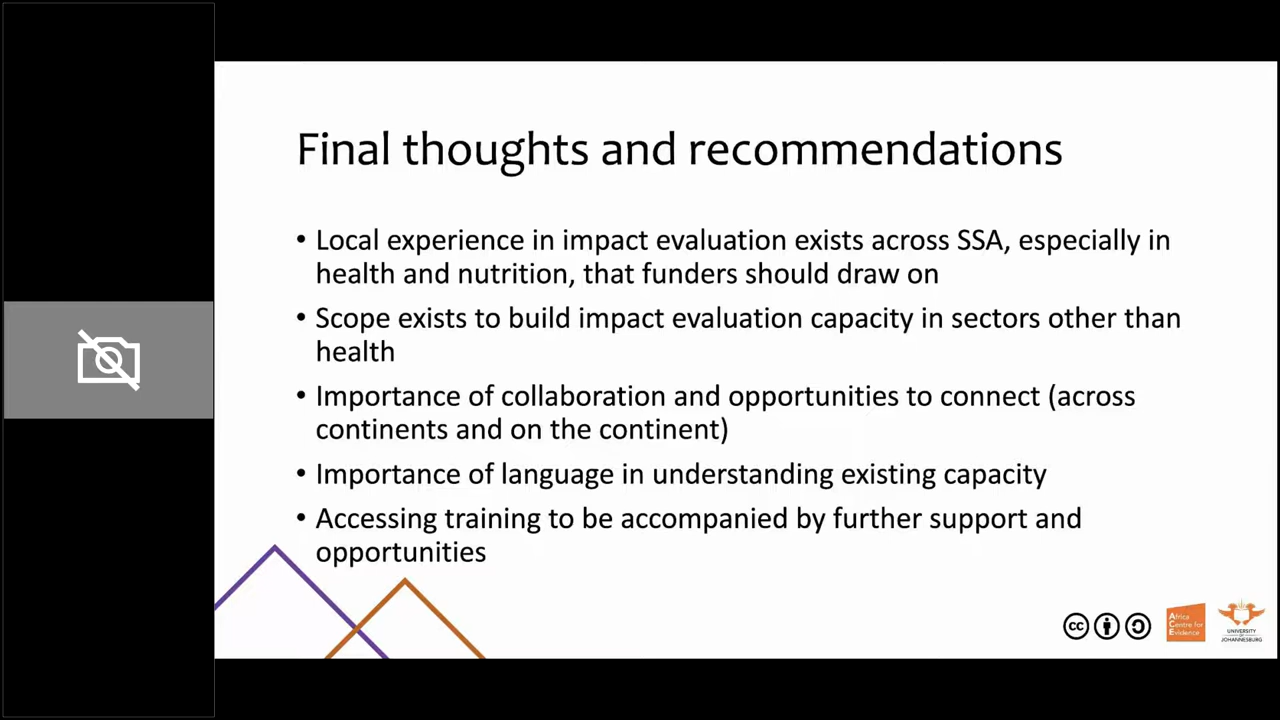 Final thoughts and recommendations
• Local experience in impact evaluation exists across SSA, especially in
health and nutrition, that funders should draw on
• Scope exists to build impact evaluation capacity in sectors other than
health
• Importance of collaboration and opportunities to connect (across
continents and on the continent)
• Importance of language in understanding existing capacity
• Accessing training to be accompanied by further support and
opportunities
cc
Africa
Centre for
Evidence
UNIVERSITY
OF
JOHANNESBURG